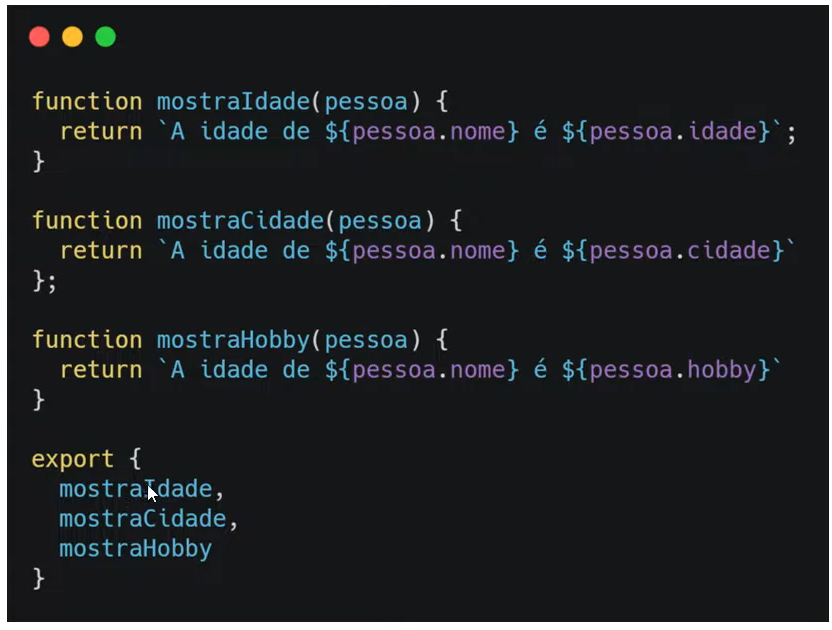 function mostraIdade(pessoa) {
  return `A idade de ${pessoa.nome} é ${pessoa.idade}`;
}
function mostraCidade(pessoa) {
  return `A idade de ${pessoa.nome} é ${pessoa.cidade}`
};
function mostraHobby(pessoa) {
  return `A idade de ${pessoa.nome} é ${pessoa.hobby}`
}
export {
  mostraIdade,
  mostraCidade,
  mostraHobby
}